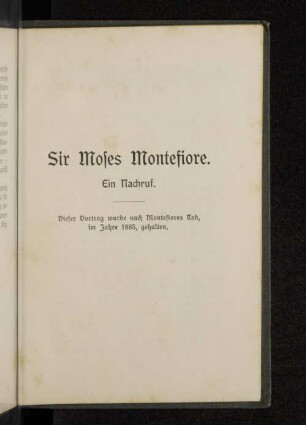 Sir Moses Montefiore.
Ein Nachruf.
Dieser Vortrag wurde nach Montefiores Tod,
im Jahre 1885, gehalten.